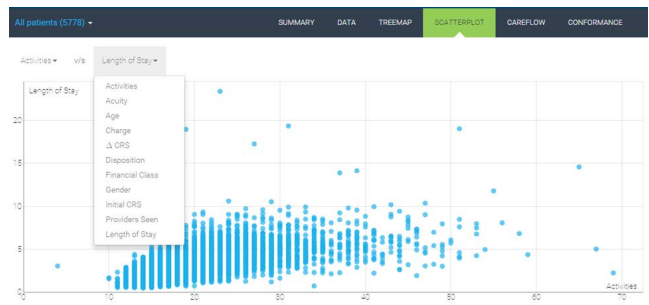 All patients (5778)
SUMMARY DATA TREEMAP SCATTERPLOT CAREFLOW CONFORMANCE
Activities v/s Length of Stay
Length of Stay
Activities
Acuity
Age
Charge
Δ CRS
Disposition
Financial Class
Gender
Initial CRS
Providers Seen
Length of Stay
20
15
10
5
0
Activities
0 10 20 30 40 50 60 70